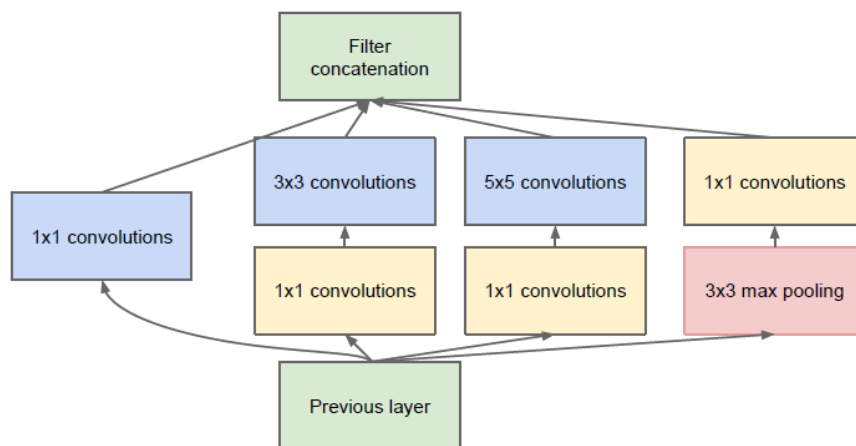 Filter
concatenation
3x3 convolutions
5x5 convolutions
1x1 convolutions
1x1 convolutions
1x1 convolutions
1x1 convolutions
3x3 max pooling
Previous layer